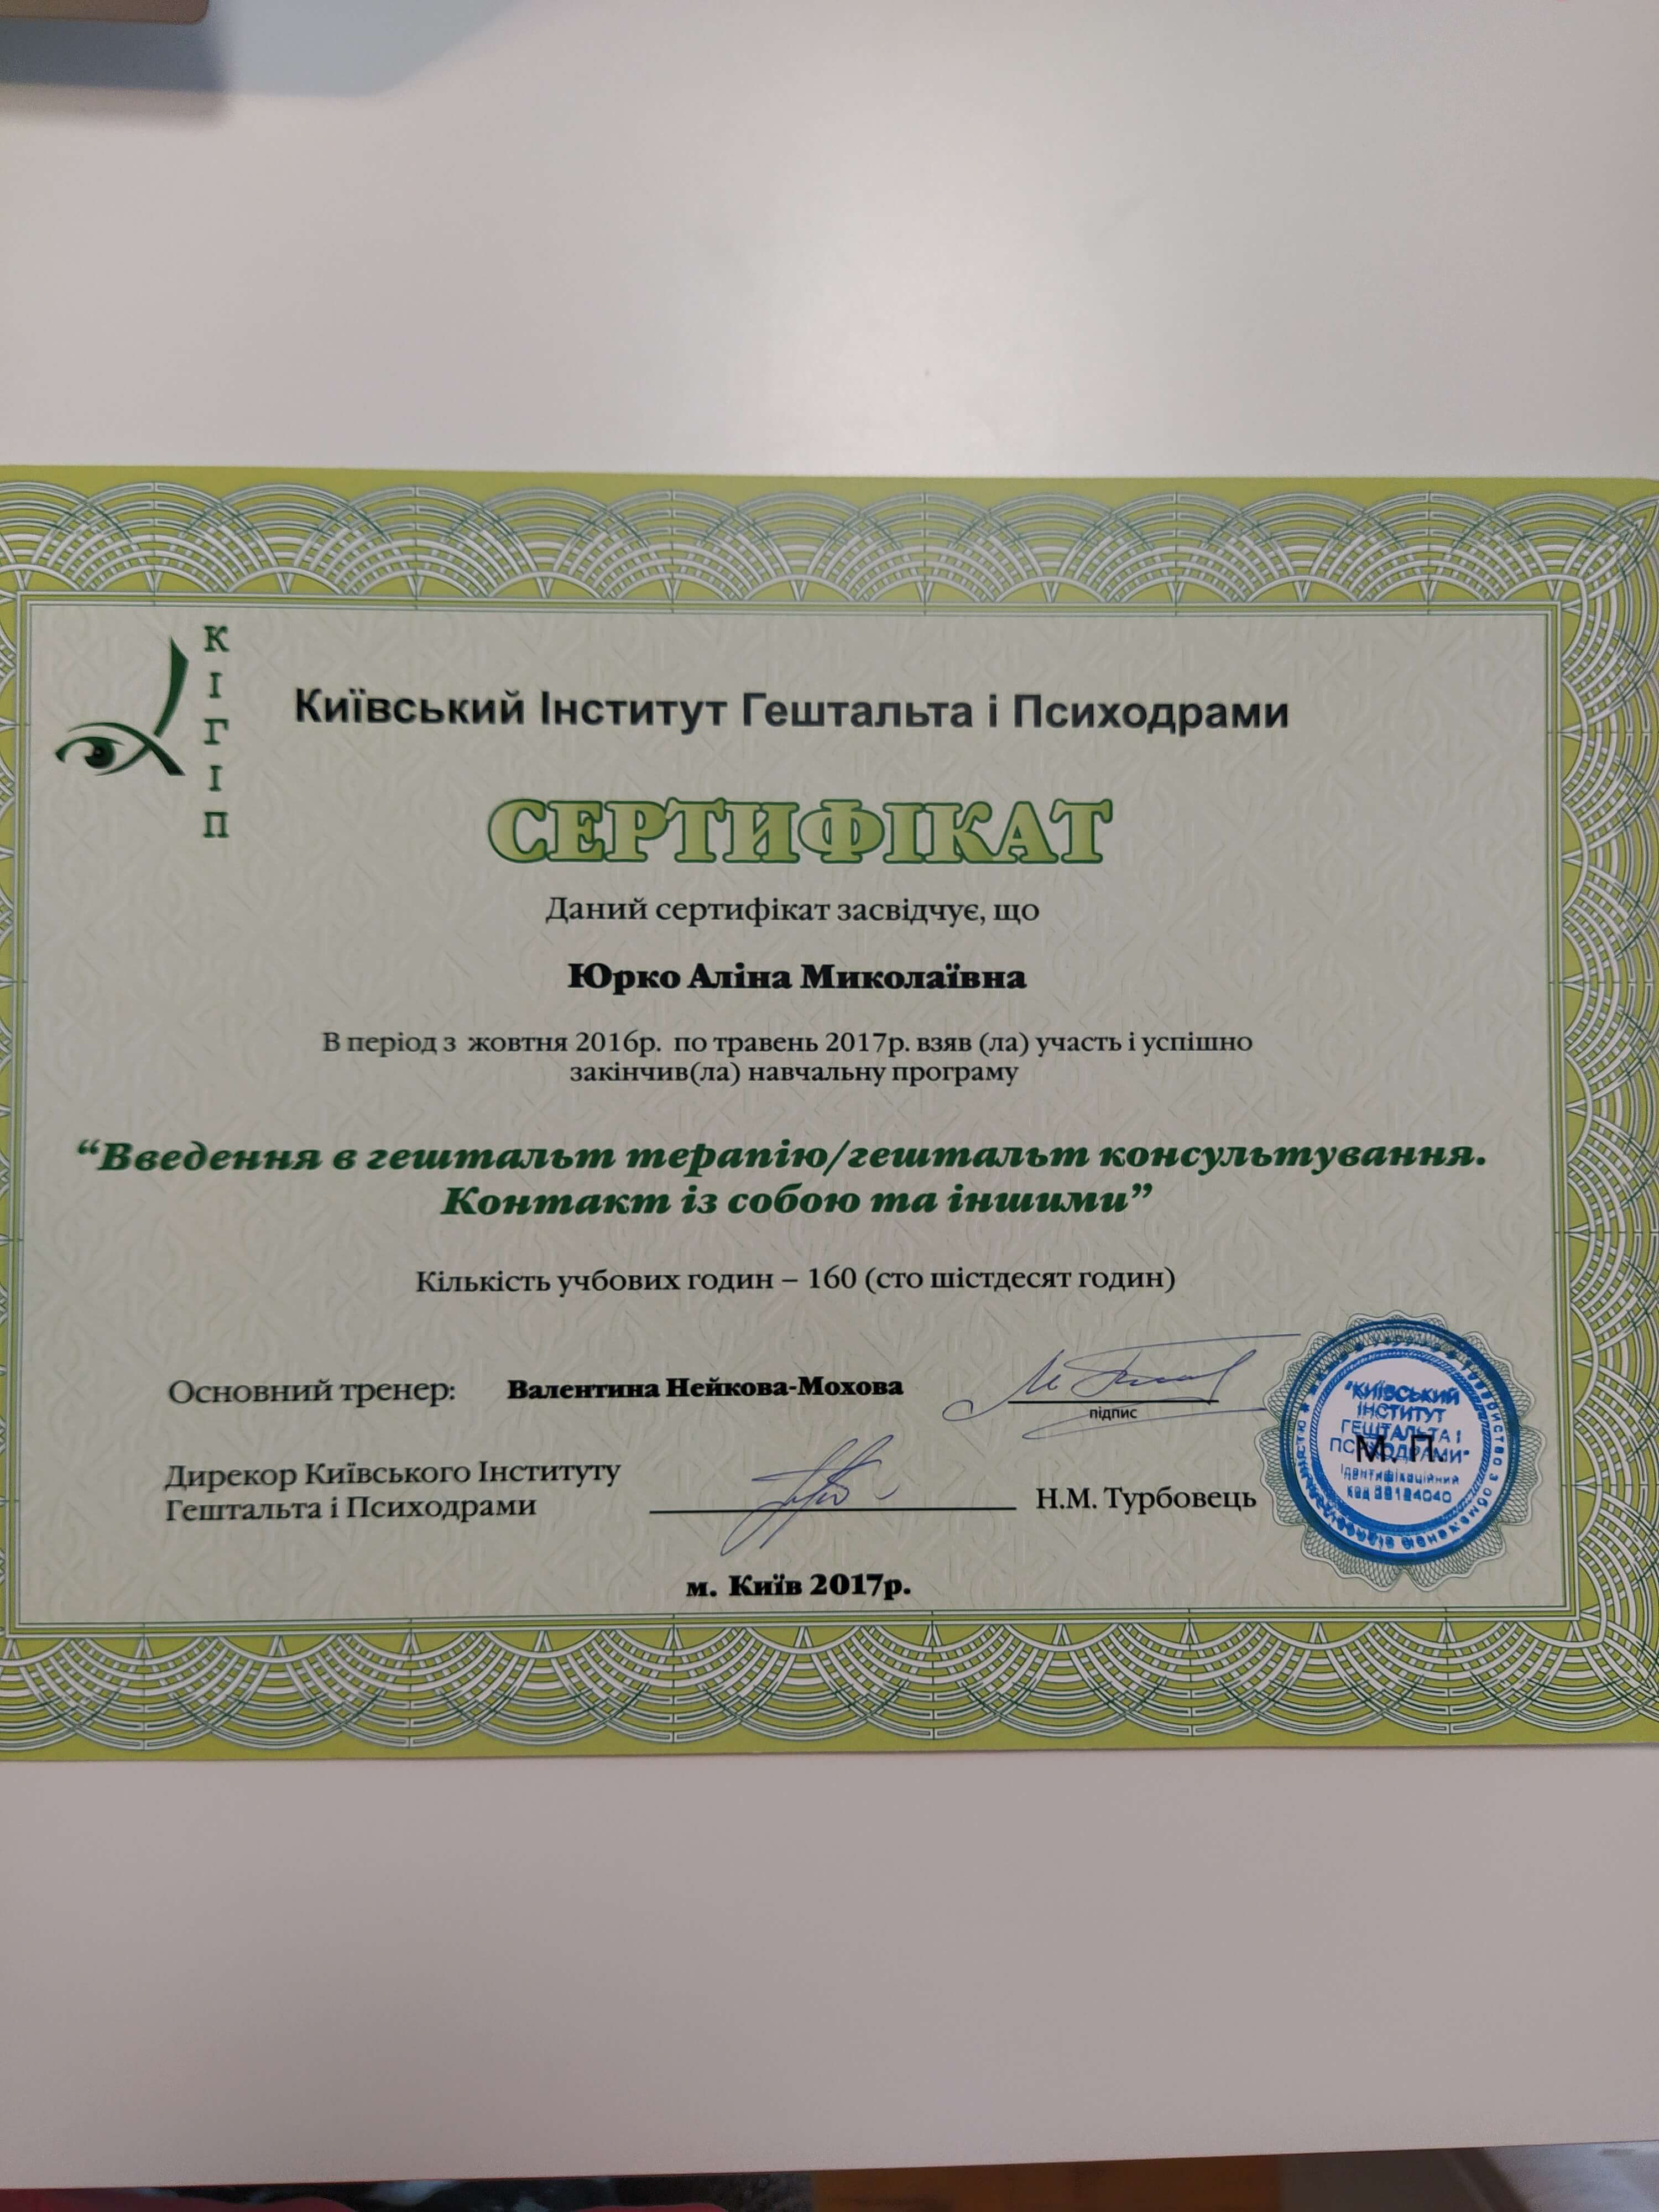 КІГІП
Київський Інститут Гештальта і Психодрами
СЕРТИФІКАТ
Даний сертифікат засвідчує, що
Юрко Аліна Миколаївна
В період з жовтня 2016р. по травень 2017р. взяв (ла) участь і успішно
закінчив(ла) навчальну програму
“Введення в гештальт терапію/гештальт консультування.
Контакт із собою та іншими”
Кількість учбових годин – 160 (сто шістдесят годин)
Основний тренер: Валентина Нейкова-Мохова
підпис
Дирекор Київського Інституту
Гештальта і Психодрами
Н.М. Турбовець
"КИЇВСЬКИЙ
ІНСТИТУТ
ГЕШТАЛЬТА І
ПСИХОДРАМИ"
М.П.
Ідентифікаційний
код 38184040
м. Київ 2017р.